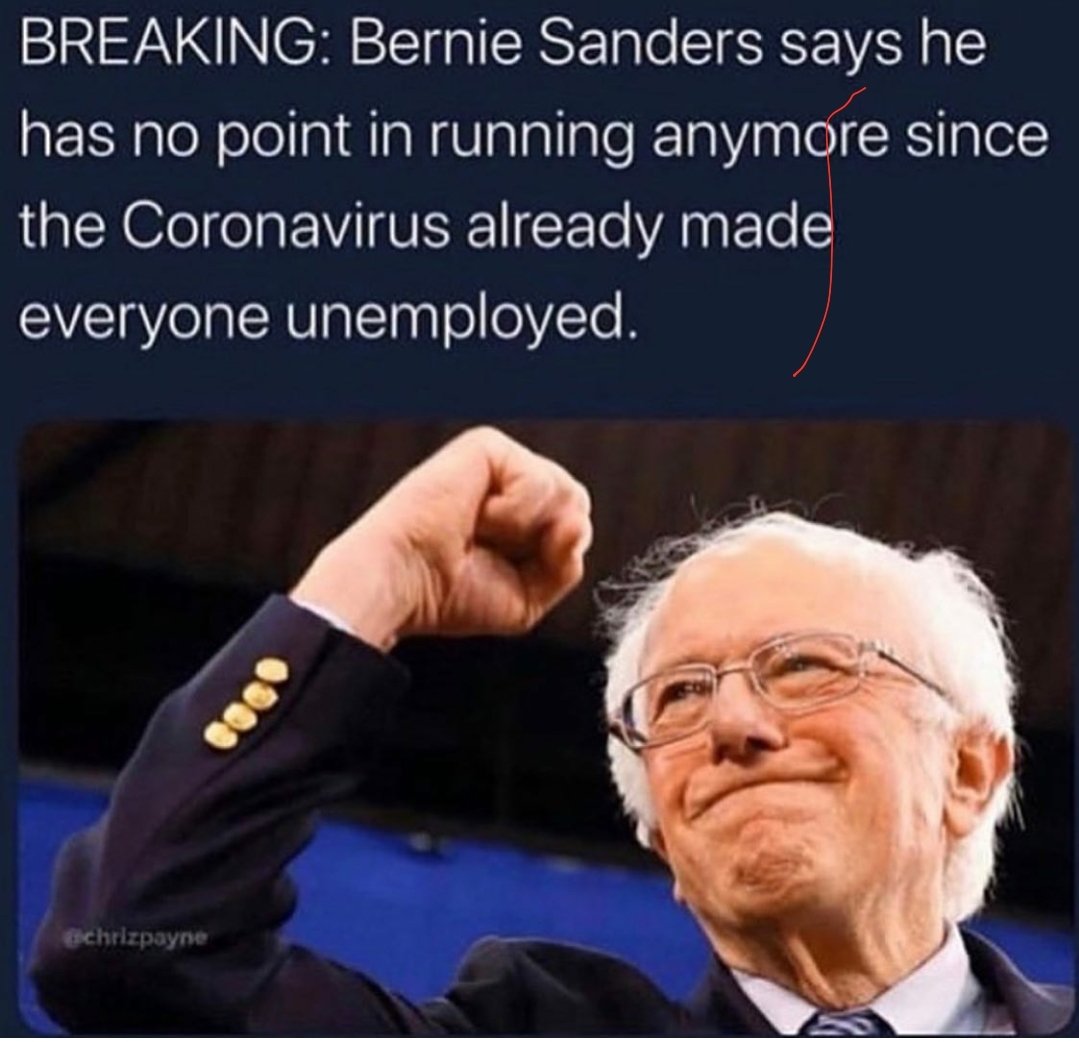 BREAKING: Bernie Sanders says he
has no point in running anymore since
the Coronavirus already made
everyone unemployed.
@chrizpayne